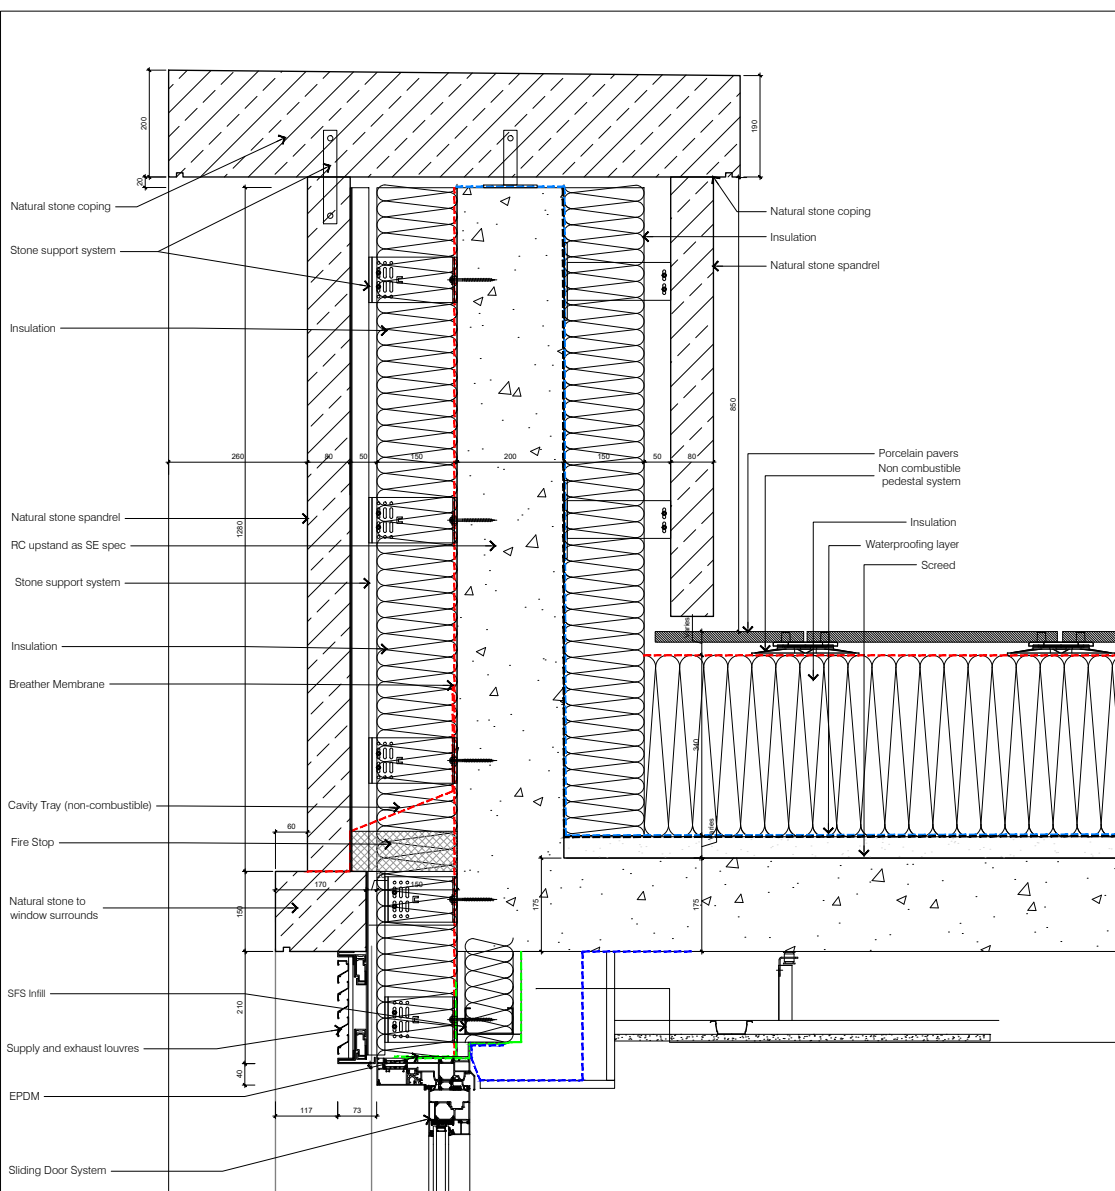 200
190
20
Natural stone coping
Stone support system
Natural stone coping
Insulation
Natural stone spandrel
Insulation
850
260
80
50
150
200
150
50
80
Porcelain pavers
Non combustible
pedestal system
Natural stone spandrel
1280
RC upstand as SE spec
Insulation
Waterproofing layer
Screed
Stone support system
Varies
Insulation
Breather Membrane
340
Cavity Tray (non-combustible)
60
Varies
Fire Stop
170
150
Natural stone to
window surrounds
150
175
175
SFS Infill
210
Supply and exhaust louvres
40
EPDM
117
73
Sliding Door System